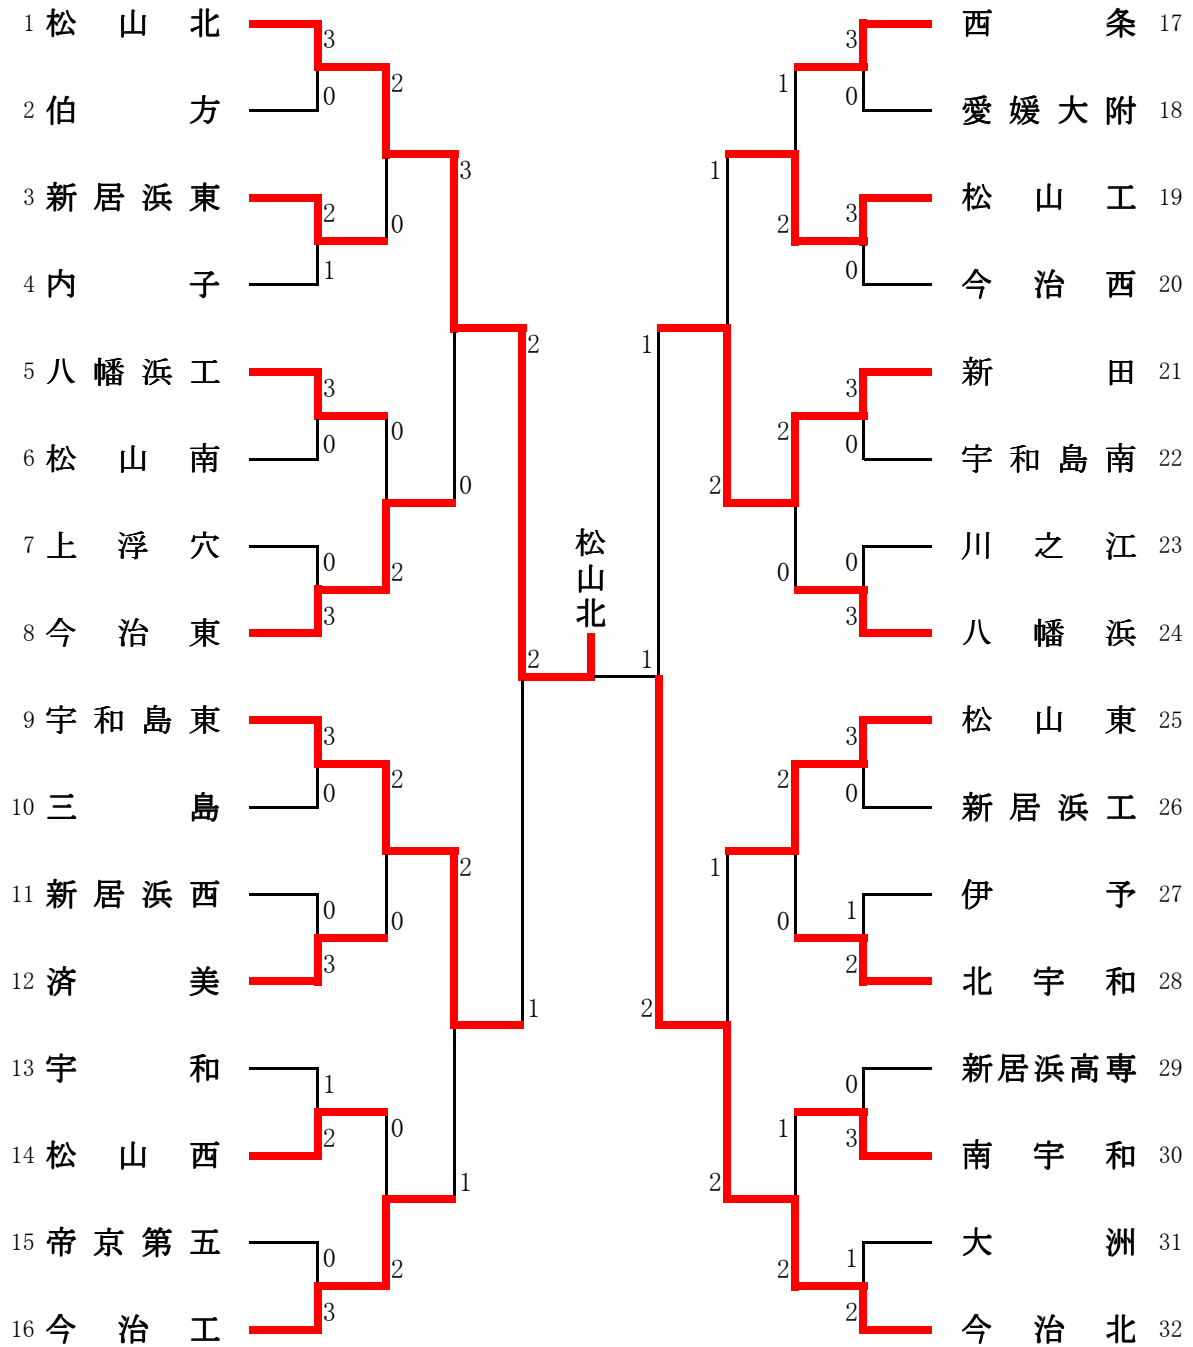 1 松山北
2 伯方
3 新居浜東
4 内子
5 八幡浜工
6 松山南
7 上浮穴
8 今治東
9 宇和島東
10 三島
11 新居浜西
12 済美
13 宇和
14 松山西
15 帝京第五
16 今治工
3
0
2
1
3
0
0
3
3
0
0
3
1
2
0
3
2
0
0
2
2
0
0
2
3
0
2
1
2
1
2
松山北
1
1
2
1
2
1
2
1
2
2
0
2
0
1
2
3
0
3
0
3
0
0
3
3
0
1
2
0
3
1
2
西条 17
愛媛大附 18
松山工 19
今治西 20
新田 21
宇和島南 22
川之江 23
八幡浜 24
松山東 25
新居浜工 26
伊予 27
北宇和 28
新居浜高専 29
南宇和 30
大洲 31
今治北 32